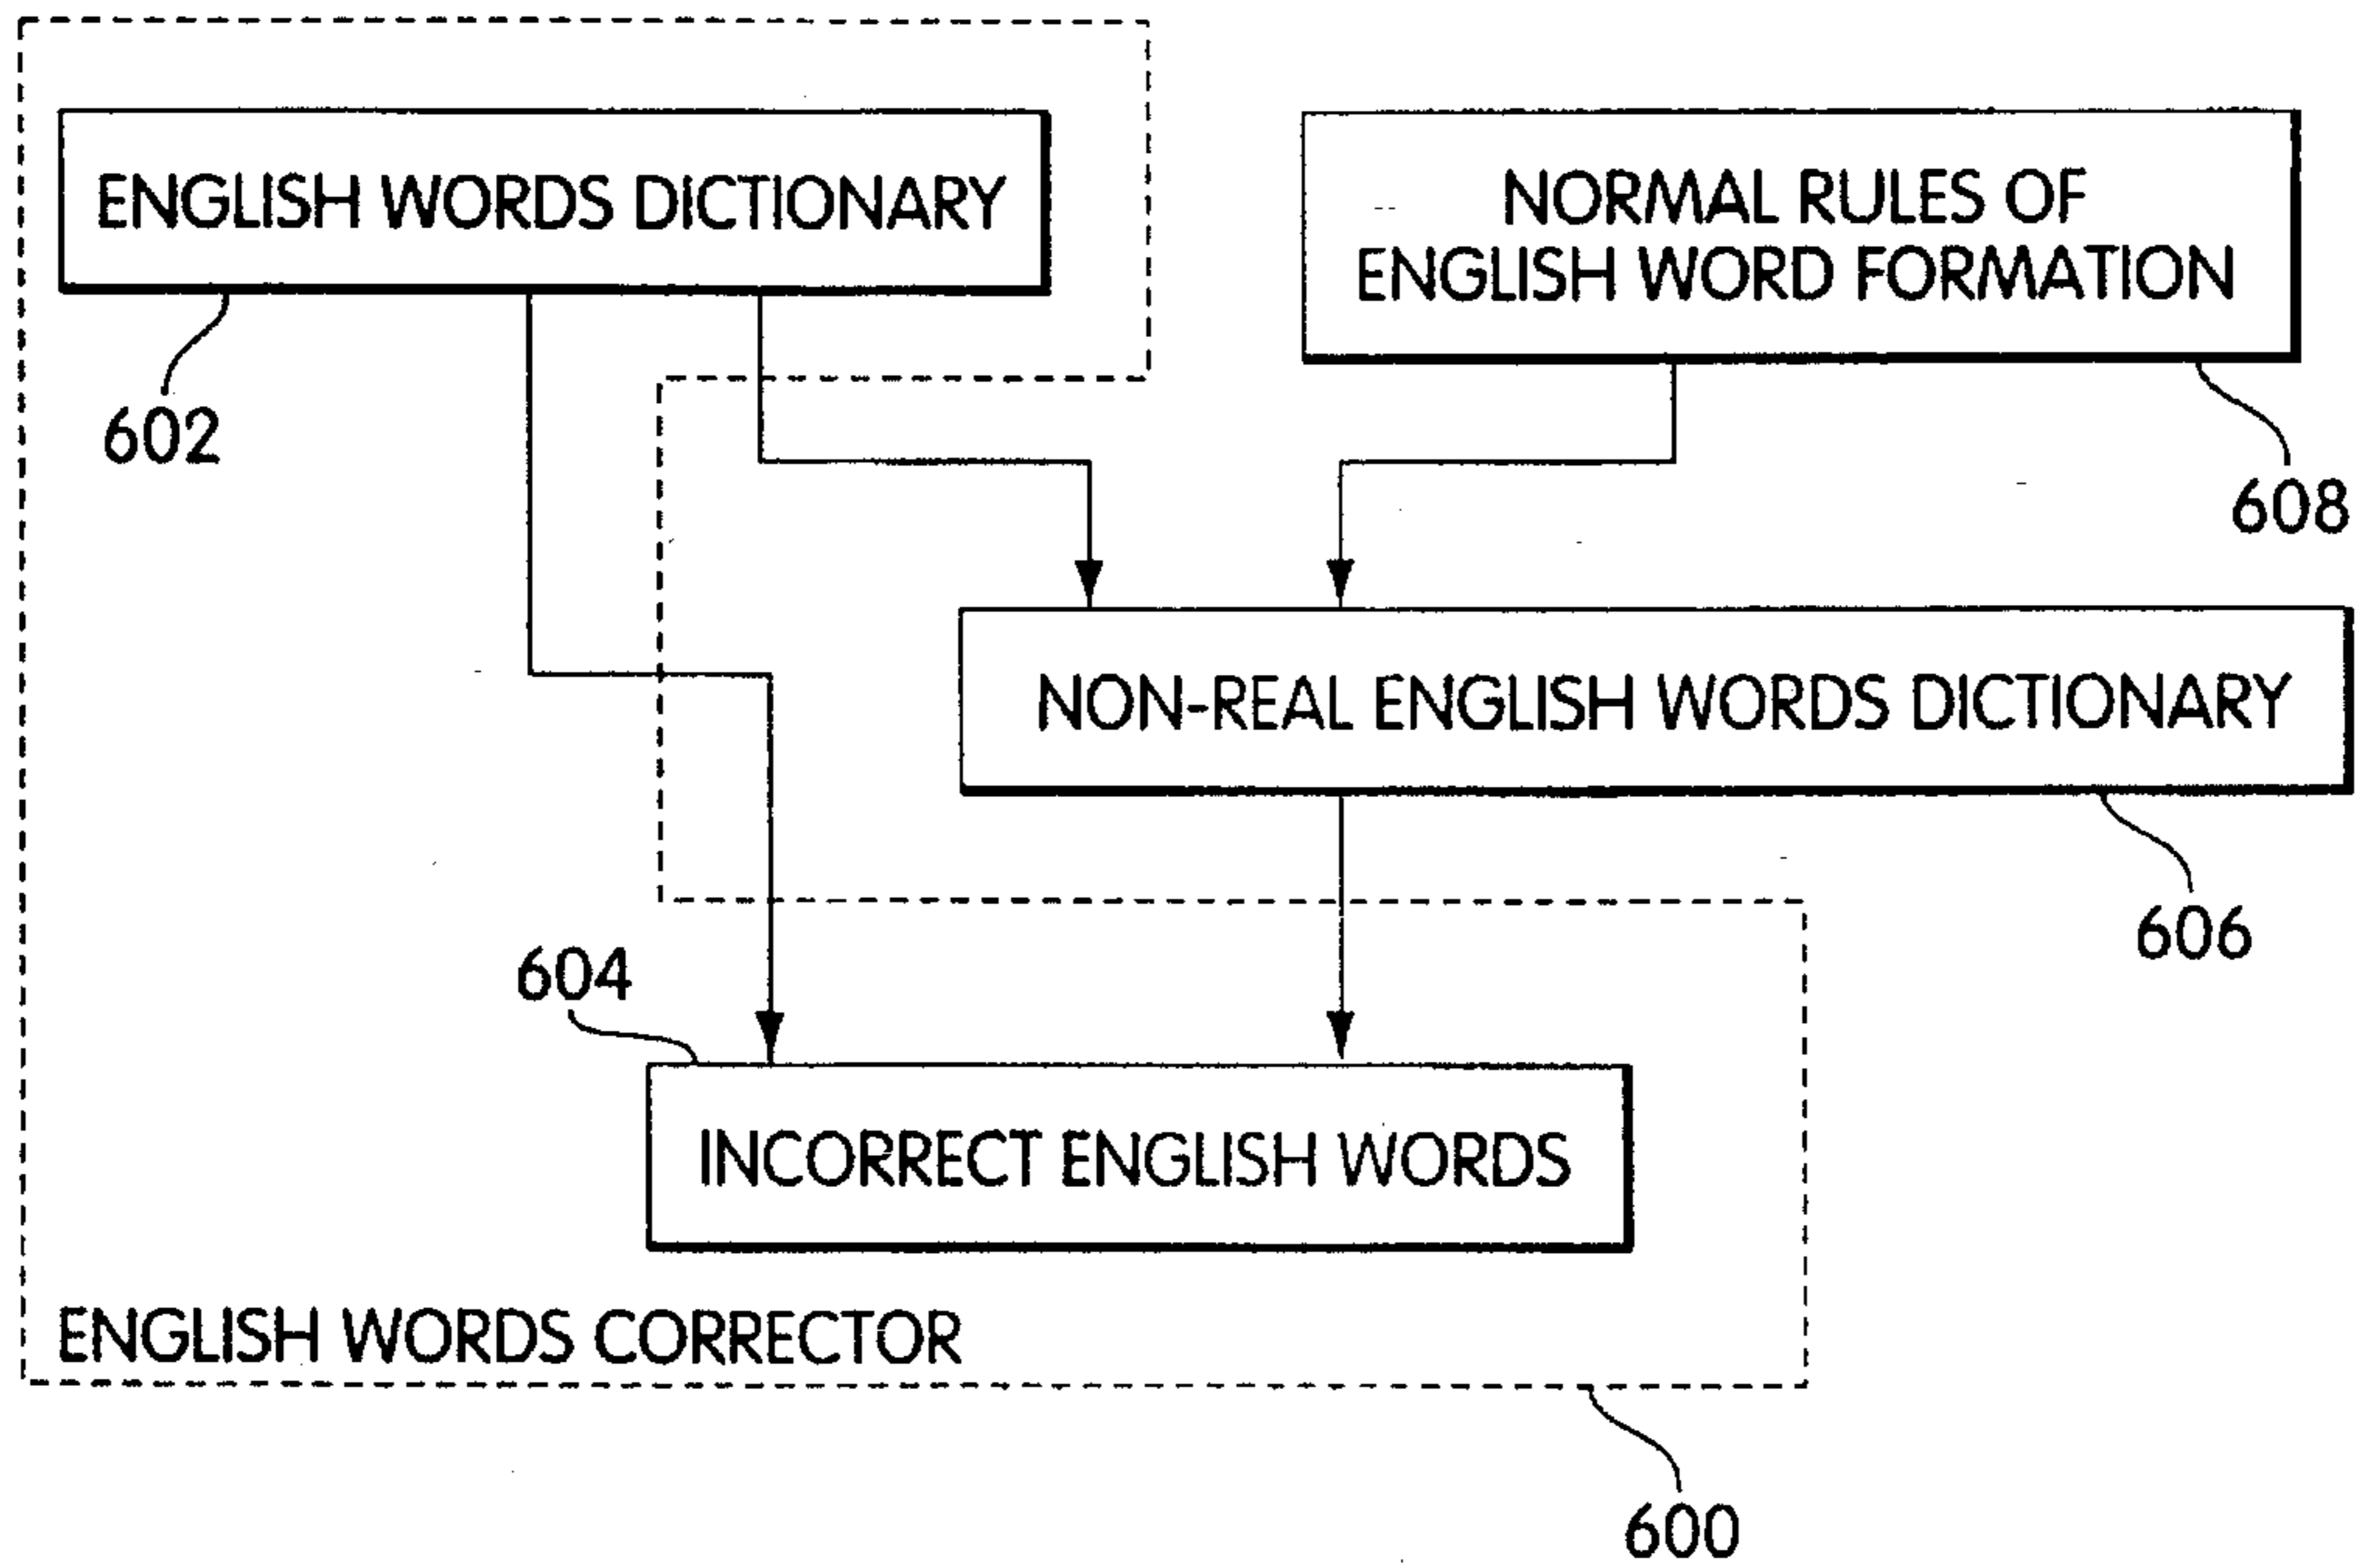 ENGLISH WORDS DICTIONARY
NORMAL RULES OF
ENGLISH WORD FORMATION
602
608
NON-REAL ENGLISH WORDS DICTIONARY
606
604
INCORRECT ENGLISH WORDS
ENGLISH WORDS CORRECTOR
600